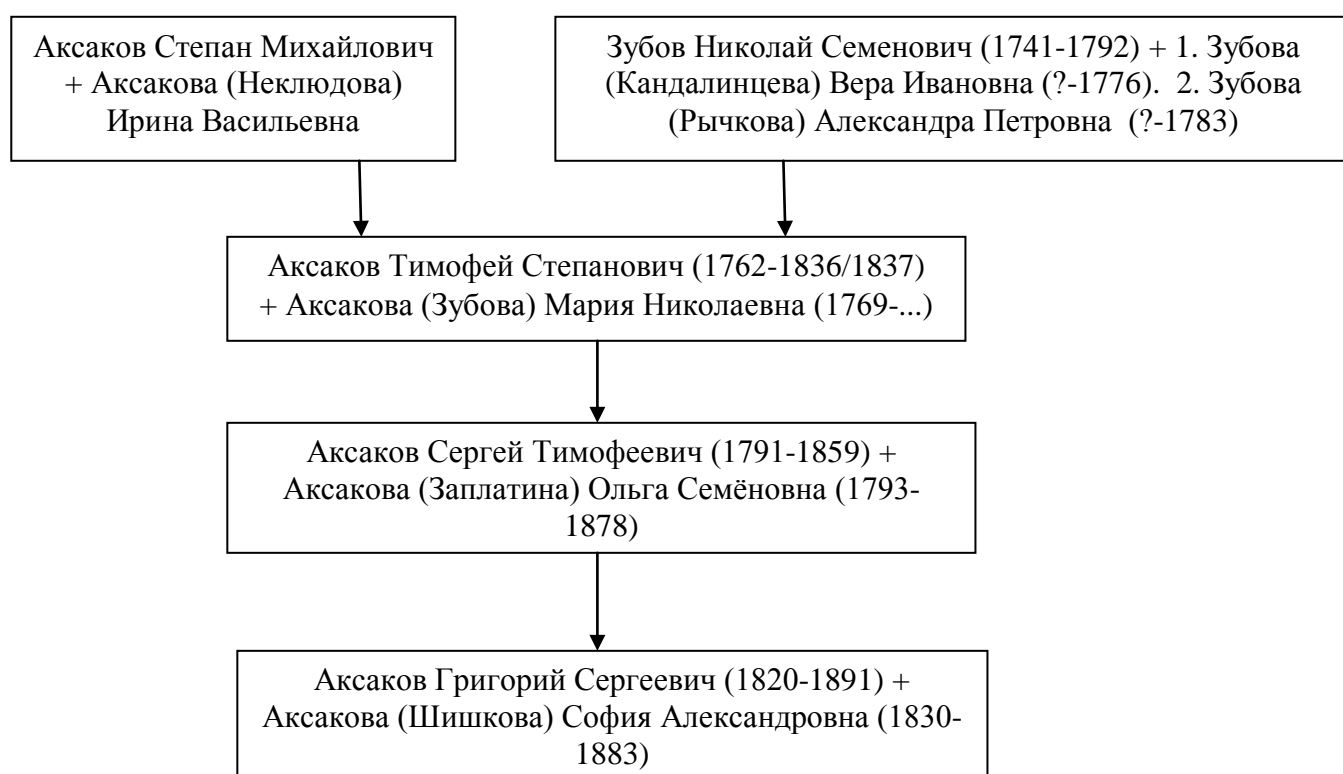 Аксаков Степан Михайлович
+ Аксакова (Неклюдова)
Ирина Васильевна
Зубов Николай Семенович (1741-1792) + 1. Зубова
(Кандалинцева) Вера Ивановна (?-1776).  2. Зубова
(Рычкова) Александра Петровна  (?-1783)
Аксаков Тимофей Степанович (1762-1836/1837)
+ Аксакова (Зубова) Мария Николаевна (1769-...)
Аксаков Сергей Тимофеевич (1791-1859) +
Аксакова (Заплатина) Ольга Семёновна (1793-
1878)
Аксаков Григорий Сергеевич (1820-1891) +
Аксакова (Шишкова) София Александровна (1830-
1883)